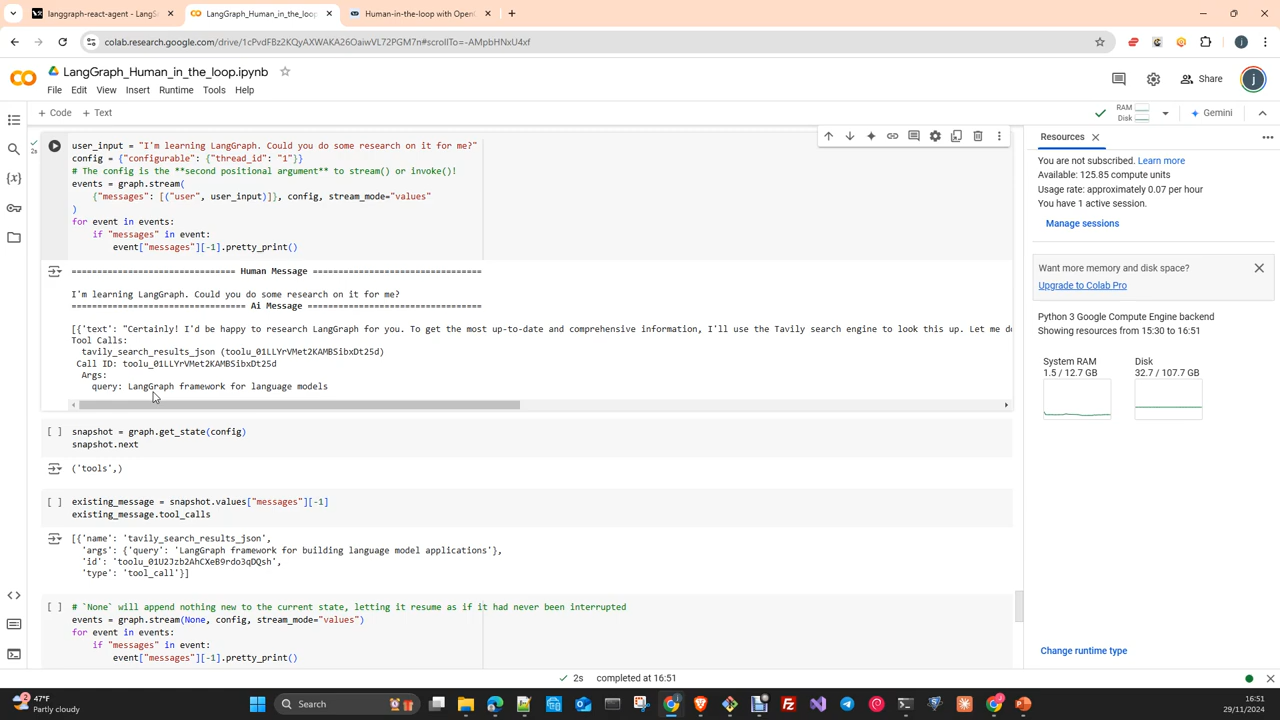 langgraph-react-agent - LangS
LangGraph_Human_in_the_loop
Human-in-the-loop with OpenG
colab.research.google.com/drive/1cPvdFBz2KQyAXWAKA26OaiwVL72PGM7n#scrollTo=-AMpbHNxU4xf
LangGraph_Human_in_the_loop.ipynb
Share
j
File Edit View Insert Runtime Tools Help
+ Code + Text
RAM
Disk
Gemini
2s
user_input = "I'm learning LangGraph. Could you do some research on it for me?"
config = {"configurable": {"thread_id": "1"}}
# The config is the **second positional argument** to stream() or invoke()!
events = graph.stream(
{"messages": [("user", user_input)]}, config, stream_mode="values"
)
for event in events:
if "messages" in event:
event["messages"][-1].pretty_print()
================================ Human Message =================================
I'm learning LangGraph. Could you do some research on it for me?
================================== Ai Message ==================================
[{'text': "Certainly! I'd be happy to research LangGraph for you. To get the most up-to-date and comprehensive information, I'll use the Tavily search engine to look this up. Let me do
Tool Calls:
tavily_search_results_json (toolu_01LLYrVMet2KAMBSibxDt25d)
Call ID: toolu_01LLYrVMet2KAMBSibxDt25d
Args:
query: LangGraph framework for language models
[ ] snapshot = graph.get_state(config)
snapshot.next
('tools',)
[ ] existing_message = snapshot.values["messages"][-1]
existing_message.tool_calls
[{'name': 'tavily_search_results_json',
'args': {'query': 'LangGraph framework for building language model applications'},
'id': 'toolu_01U2Jzb2AhCXeB9rdo3qDQsh',
'type': 'tool_call'}]
[ ] # `None` will append nothing new to the current state, letting it resume as if it had never been interrupted
events = graph.stream(None, config, stream_mode="values")
for event in events:
if "messages" in event:
event["messages"][-1].pretty_print()
Resources
You are not subscribed. Learn more
Available: 125.85 compute units
Usage rate: approximately 0.07 per hour
You have 1 active session.
Manage sessions
Want more memory and disk space?
Upgrade to Colab Pro
Python 3 Google Compute Engine backend
Showing resources from 15:30 to 16:51
System RAM
1.5 / 12.7 GB
Disk
32.7 / 107.7 GB
Change runtime type
2s completed at 16:51
2
47°F
Partly cloudy
Search
16:51
29/11/2024